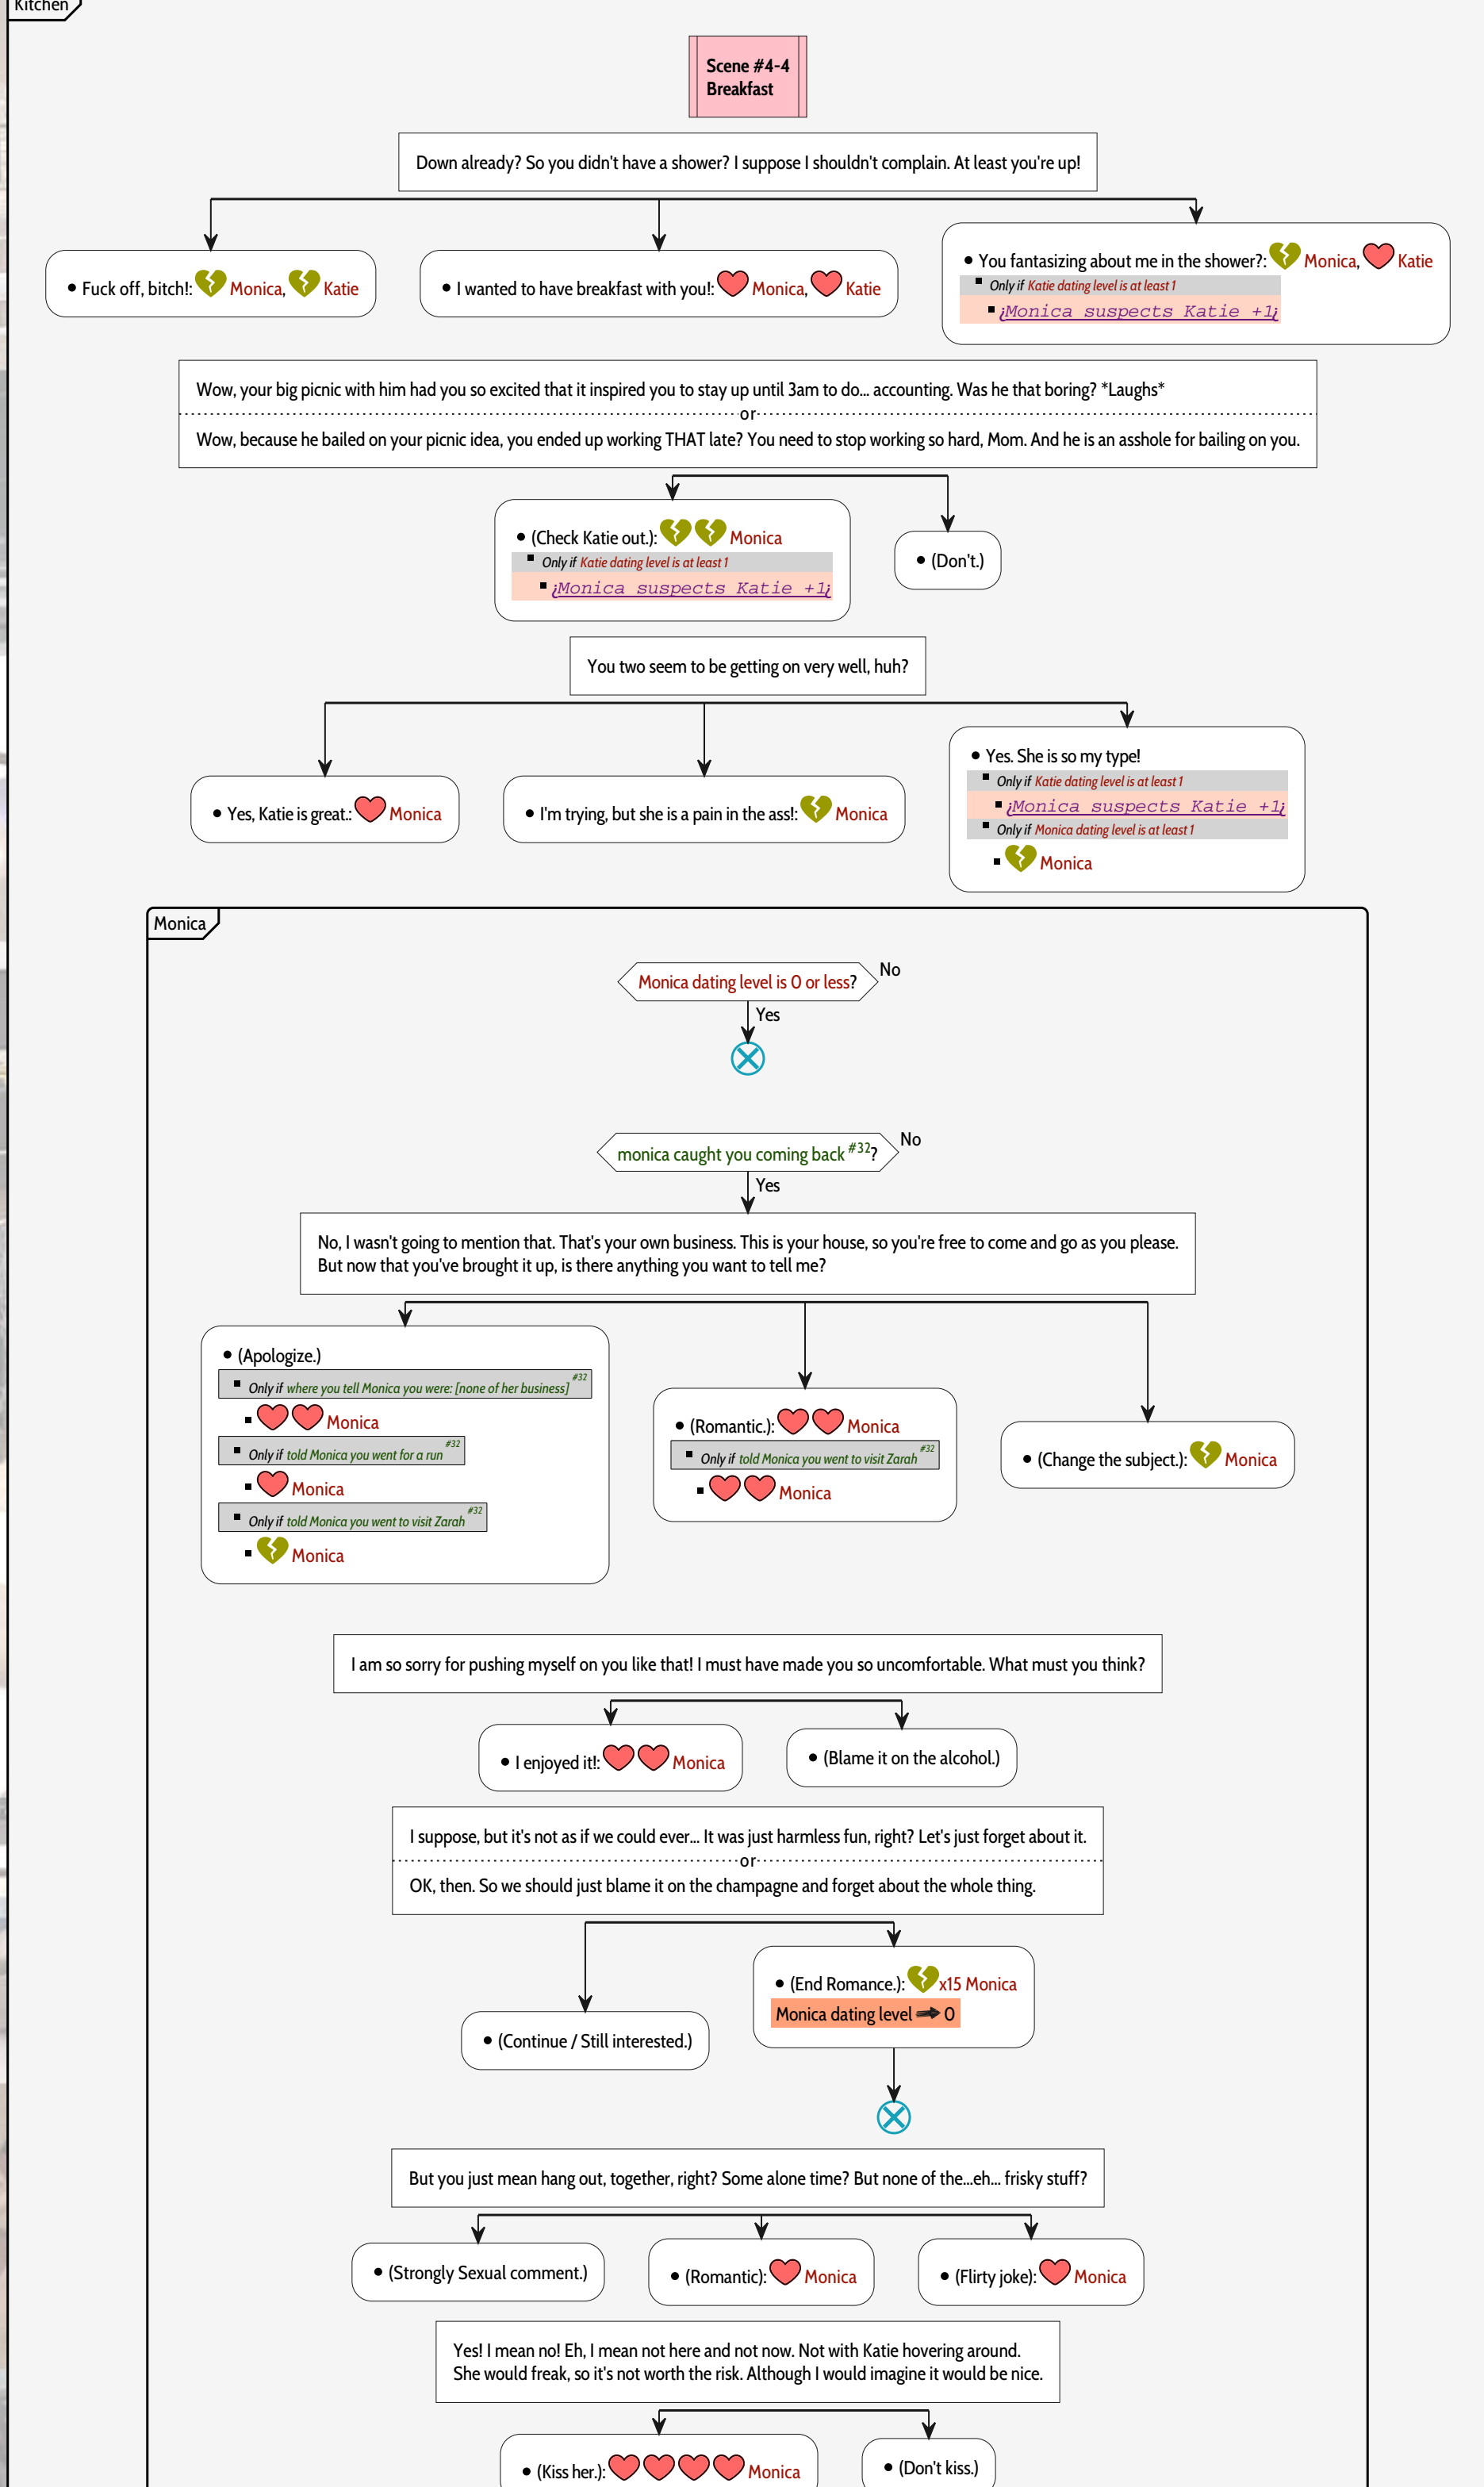 Kitchen
Scene #4-4
Breakfast
Down already? So you didn't have a shower? I suppose I shouldn't complain. At least you're up!
• Fuck off, bitch!: Monica, Katie
• I wanted to have breakfast with you!: Monica, Katie
• You fantasizing about me in the shower?: Monica, Katie
Only if Katie dating level is at least 1
¿Monica suspects Katie +1¿
Wow, your big picnic with him had you so excited that it inspired you to stay up until 3am to do... accounting. Was he that boring? *Laughs*
or
Wow, because he bailed on your picnic idea, you ended up working THAT late? You need to stop working so hard, Mom. And he is an asshole for bailing on you.
• (Check Katie out.): Monica
Only if Katie dating level is at least 1
¿Monica suspects Katie +1¿
• (Don't.)
You two seem to be getting on very well, huh?
• Yes, Katie is great.: Monica
• I'm trying, but she is a pain in the ass!: Monica
• Yes. She is so my type!
Only if Katie dating level is at least 1
¿Monica suspects Katie +1¿
Only if Monica dating level is at least 1
Monica
Monica
Monica dating level is 0 or less?
No
Yes
monica caught you coming back #32?
No
Yes
No, I wasn't going to mention that. That's your own business. This is your house, so you're free to come and go as you please.
But now that you've brought it up, is there anything you want to tell me?
• (Apologize.)
Only if where you tell Monica you were: [none of her business] #32
Monica
Only if told Monica you went for a run #32
Monica
Only if told Monica you went to visit Zarah #32
Monica
• (Romantic.): Monica
Only if told Monica you went to visit Zarah #32
Monica
• (Change the subject.): Monica
I am so sorry for pushing myself on you like that! I must have made you so uncomfortable. What must you think?
• I enjoyed it!: Monica
• (Blame it on the alcohol.)
I suppose, but it's not as if we could ever... It was just harmless fun, right? Let's just forget about it.
or
OK, then. So we should just blame it on the champagne and forget about the whole thing.
• (Continue / Still interested.)
• (End Romance.): x15 Monica
Monica dating level → 0
But you just mean hang out, together, right? Some alone time? But none of the...eh... frisky stuff?
• (Strongly Sexual comment.)
• (Romantic): Monica
• (Flirty joke): Monica
Yes! I mean no! Eh, I mean not here and not now. Not with Katie hovering around.
She would freak, so it's not worth the risk. Although I would imagine it would be nice.
• (Kiss her.): Monica
• (Don't kiss.)